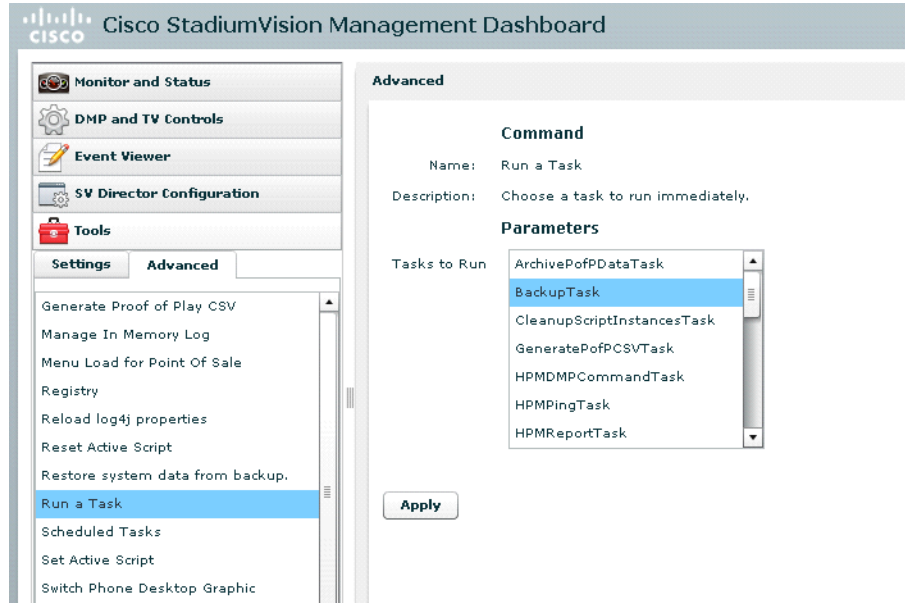 CISCO
Cisco StadiumVision Management Dashboard
Monitor and Status
DMP and TV Controls
Event Viewer
SV Director Configuration
Tools
Settings
Advanced
Generate Proof of Play CSV
Manage In Memory Log
Menu Load for Point Of Sale
Registry
Reload log4j properties
Reset Active Script
Restore system data from backup.
Run a Task
Scheduled Tasks
Set Active Script
Switch Phone Desktop Graphic
Advanced
Command
Name: Run a Task
Description: Choose a task to run immediately.
Parameters
Tasks to Run
ArchivePofPDataTask
BackupTask
CleanupScriptInstancesTask
GeneratePofPCSVTask
HPMDMPCommandTask
HPMPingTask
HPMReportTask
Apply